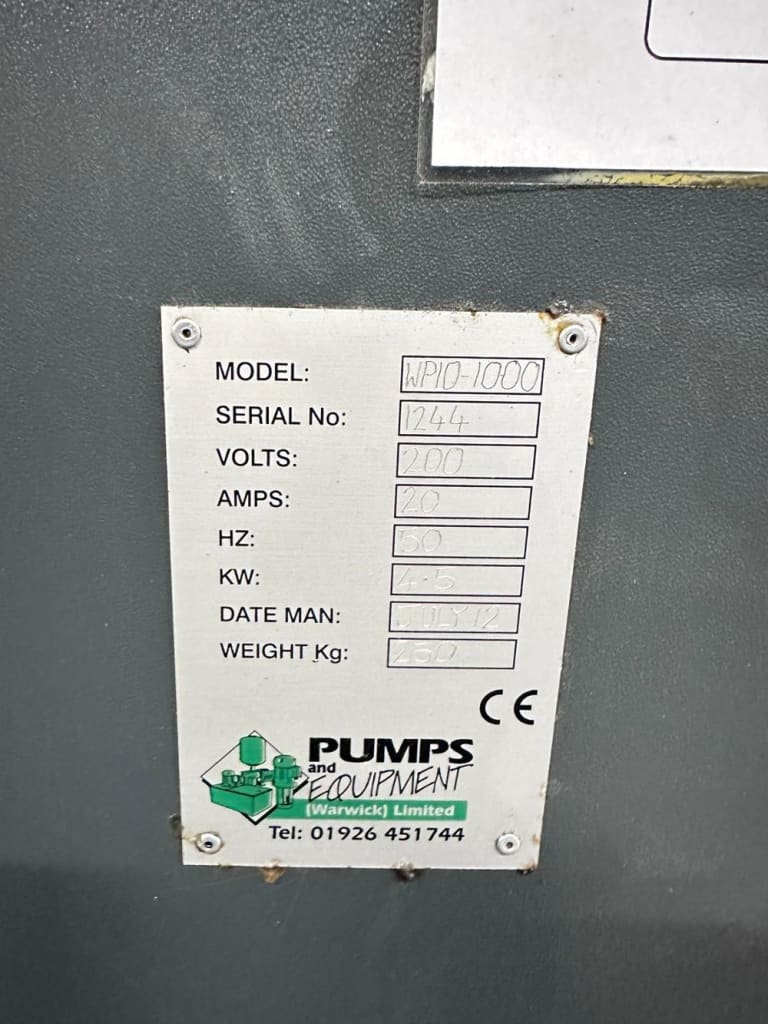 MODEL: WP10-1000
SERIAL No: 1244
VOLTS: 200
AMPS: 20
HZ: 50
KW: 4.5
DATE MAN: JULY 12
WEIGHT Kg: 250
CE
PUMPS
and
EQUIPMENT
(Warwick) Limited
Tel: 01926 451744